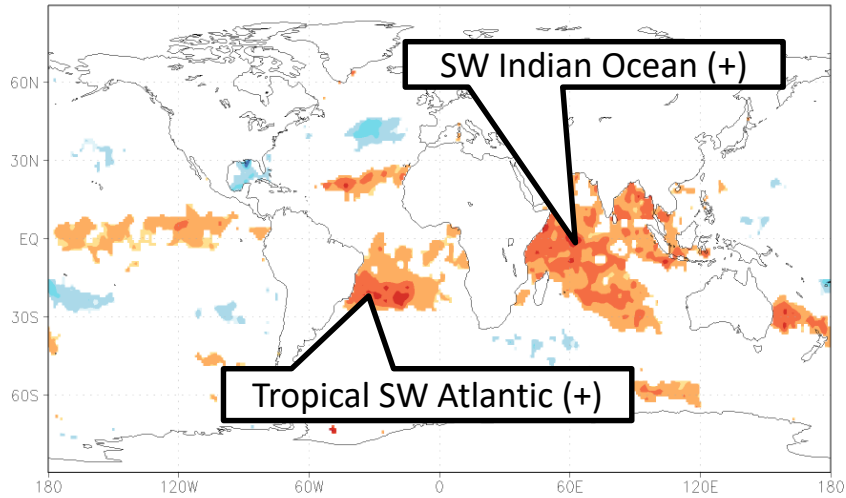 SW Indian Ocean (+)
60N
30N
EQ
30S
Tropical SW Atlantic (+)
60S
180 120W 60W 0 60E 120E 180